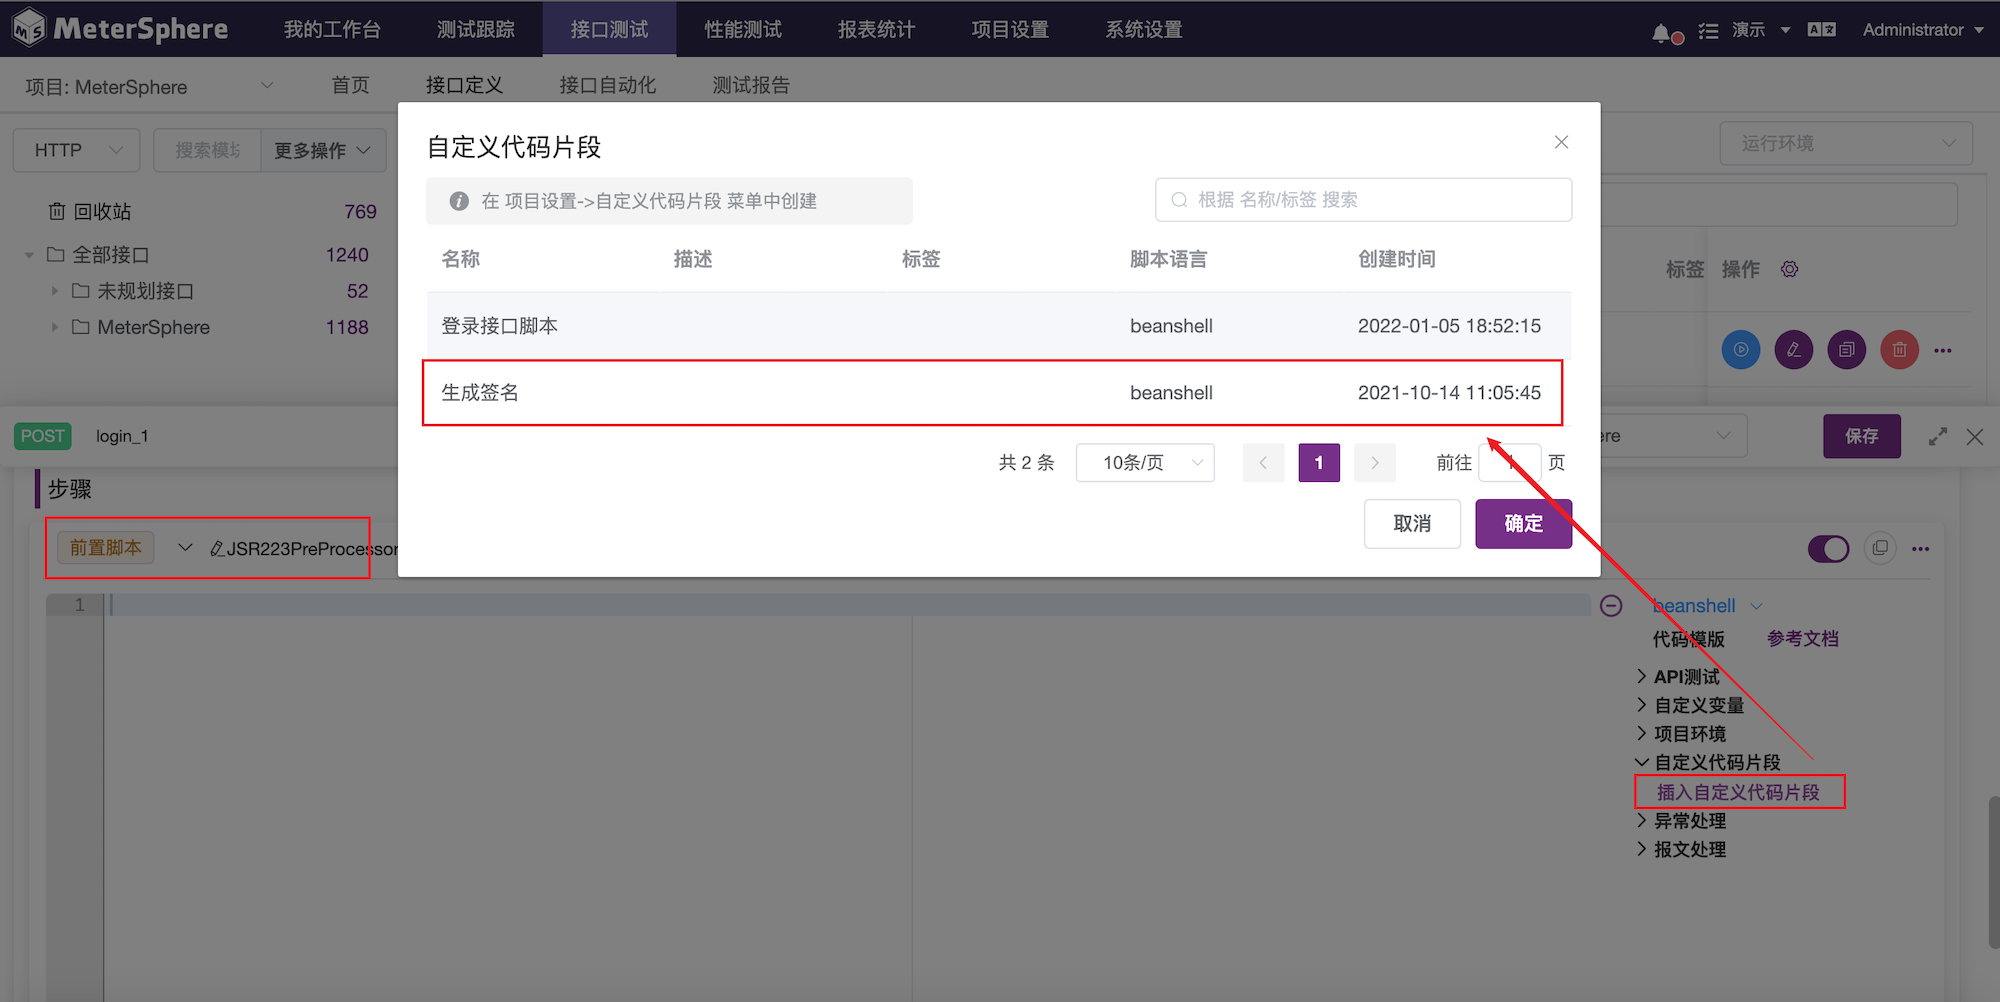 MeterSphere 我的工作台 测试跟踪 接口测试 性能测试 报表统计 项目设置 系统设置 演示 Administrator
项目: MeterSphere 首页 接口定义 接口自动化 测试报告
HTTP 搜索模块 更多操作 运行环境
回收站 769
全部接口 1240
未规划接口 52
MeterSphere 1188
标签 操作
自定义代码片段
在 项目设置->自定义代码片段 菜单中创建
根据 名称/标签 搜索
名称 描述 标签 脚本语言 创建时间
登录接口脚本 beanshell 2022-01-05 18:52:15
生成签名 beanshell 2021-10-14 11:05:45
共 2 条 10条/页 1 前往 页
取消 确定
POST login_1 保存
步骤
前置脚本 JSR223PreProcessor
1
beanshell
代码模版 参考文档
API测试
自定义变量
项目环境
自定义代码片段
插入自定义代码片段
异常处理
报文处理